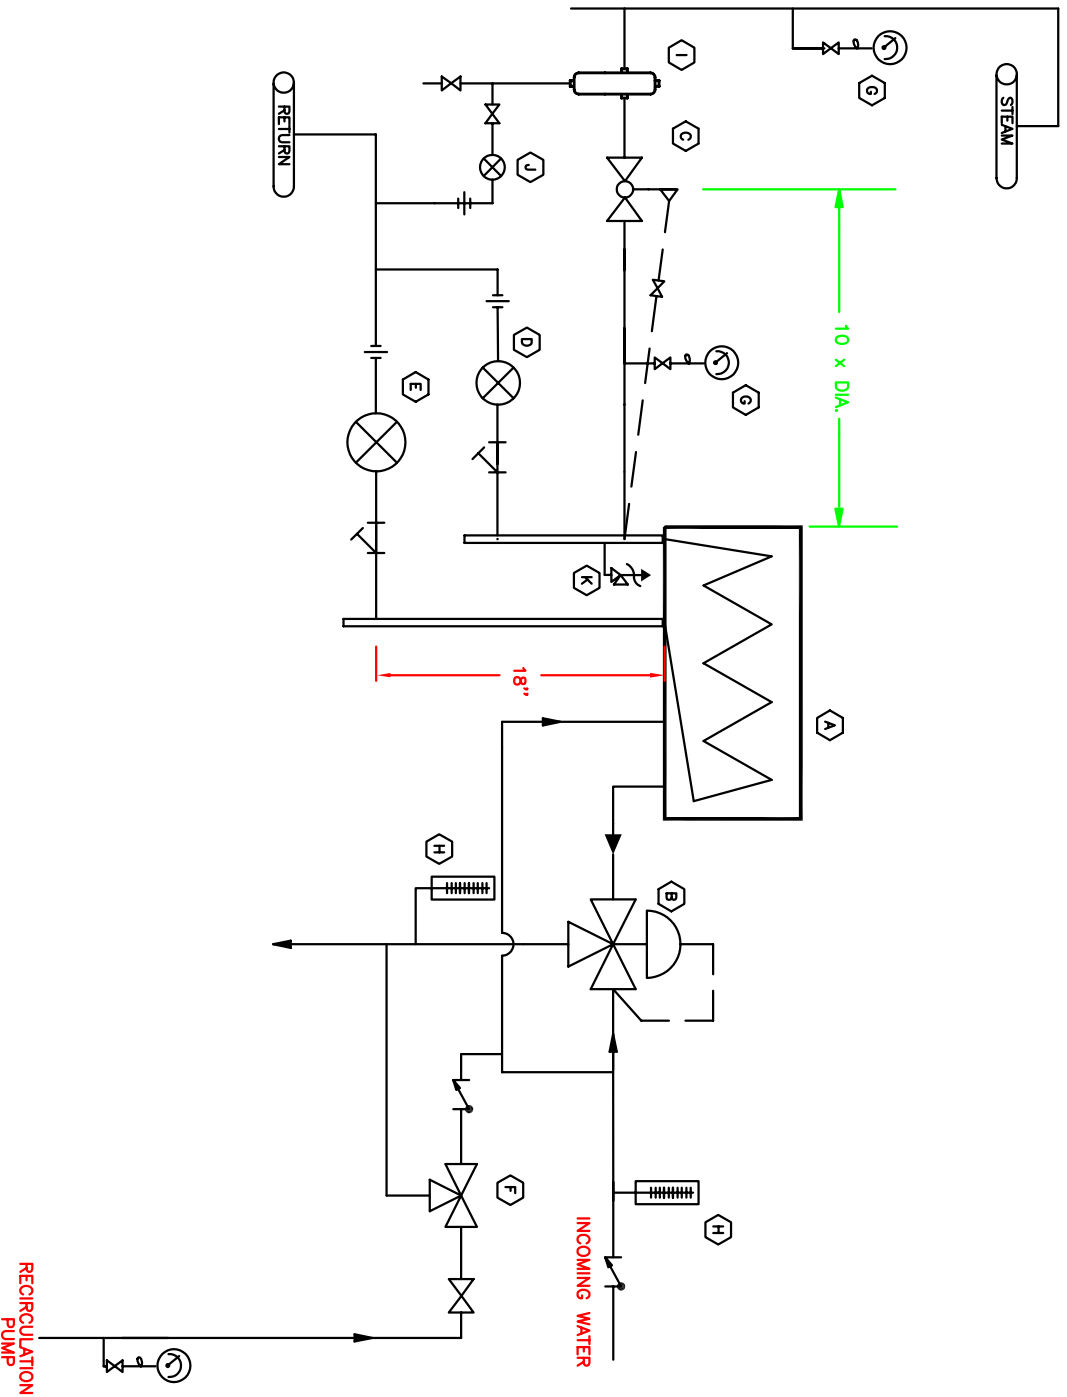 STEAM
G
I
C
RETURN
J
10 x DIA.
D
G
E
K
18"
A
H
B
F
H
INCOMING WATER
RECIRCULATION
PUMP